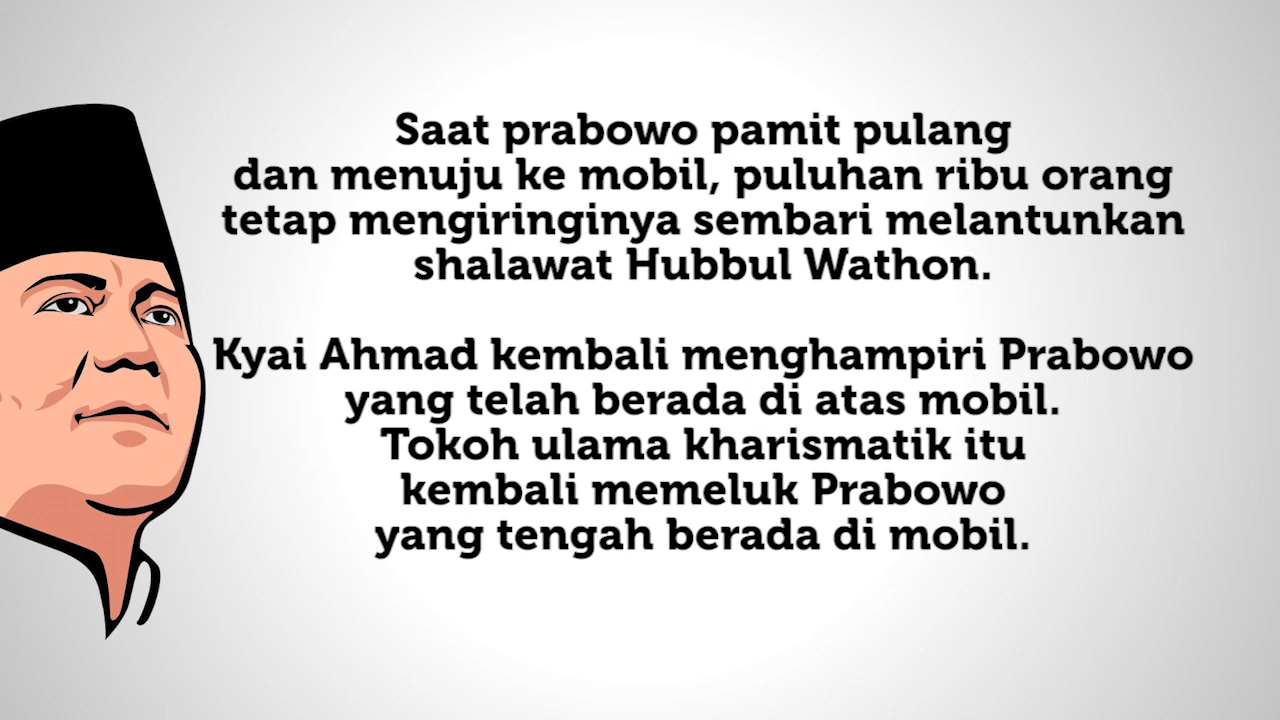 Saat prabowo pamit pulang
dan menuju ke mobil, puluhan ribu orang
tetap mengiringinya sembari melantunkan
shalawat Hubbul Wathon.
Kyai Ahmad kembali menghampiri Prabowo
yang telah berada di atas mobil.
Tokoh ulama kharismatik itu
kembali memeluk Prabowo
yang tengah berada di mobil.